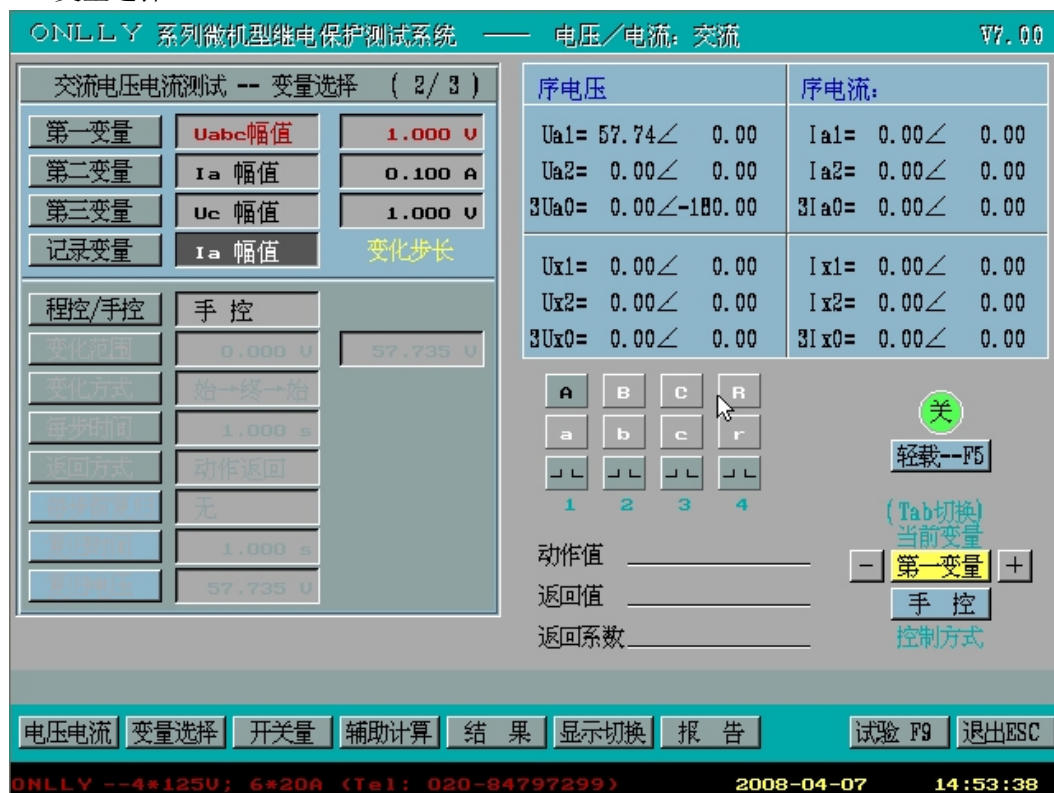 ONLLY 系列微机型继电保护测试系统 —— 电压/电流: 交流 V7.00
交流电压电流测试 -- 变量选择 ( 2/ 3 )
第一变量 Uabc幅值 1.000 V
第二变量 Ia 幅值 0.100 A
第三变量 Uc 幅值 1.000 V
记录变量 Ia 幅值 变化步长
程控/手控 手 控
变化范围 0.000 V 57.735 V
变化方式 始→终→始
每步时间 1.000 s
返回方式 动作返回
无
1.000 s
57.735 V
序电压
Ua1= 57.74∠ 0.00
Ua2= 0.00∠ 0.00
3Ua0= 0.00∠-180.00
Ux1= 0.00∠ 0.00
Ux2= 0.00∠ 0.00
3Ux0= 0.00∠ 0.00
序电流:
Ia1= 0.00∠ 0.00
Ia2= 0.00∠ 0.00
3Ia0= 0.00∠ 0.00
Ix1= 0.00∠ 0.00
Ix2= 0.00∠ 0.00
3Ix0= 0.00∠ 0.00
A B C R
a b c r
1 2 3 4
动作值
返回值
返回系数
关
轻载--F5
(Tab切换)
当前变量
- 第一变量 +
手 控
控制方式
电压电流 变量选择 开关量 辅助计算 结 果 显示切换 报 告 试验 F9 退出ESC
ONLLY --4*125V; 6*20A (Tel: 020-84797299) 2008-04-07 14:53:38